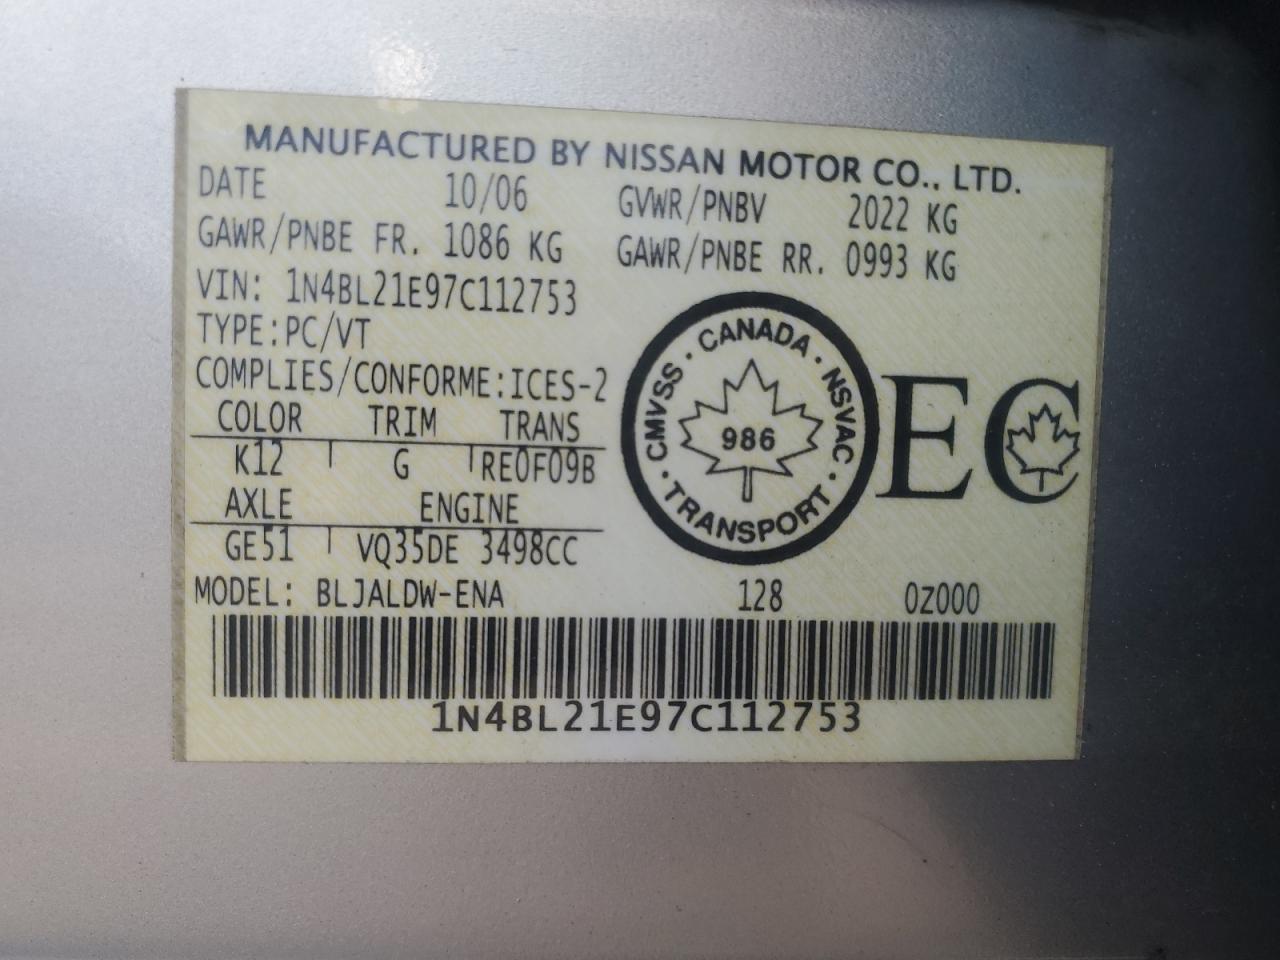 MANUFACTURED BY NISSAN MOTOR CO., LTD.
DATE 10/06 GVWR/PNBV 2022 KG
GAWR/PNBE FR. 1086 KG GAWR/PNBE RR. 0993 KG
VIN: 1N4BL21E97C112753
TYPE:PC/VT
COMPLIES/CONFORME:ICES-2
COLOR TRIM TRANS
K12 G RE0F09B
AXLE ENGINE
GE51 VQ35DE 3498CC
CMVSS · CANADA · NSVAC · TRANSPORT ·
986
EC
MODEL: BLJALDW-ENA 128 0Z000
1N4BL21E97C112753